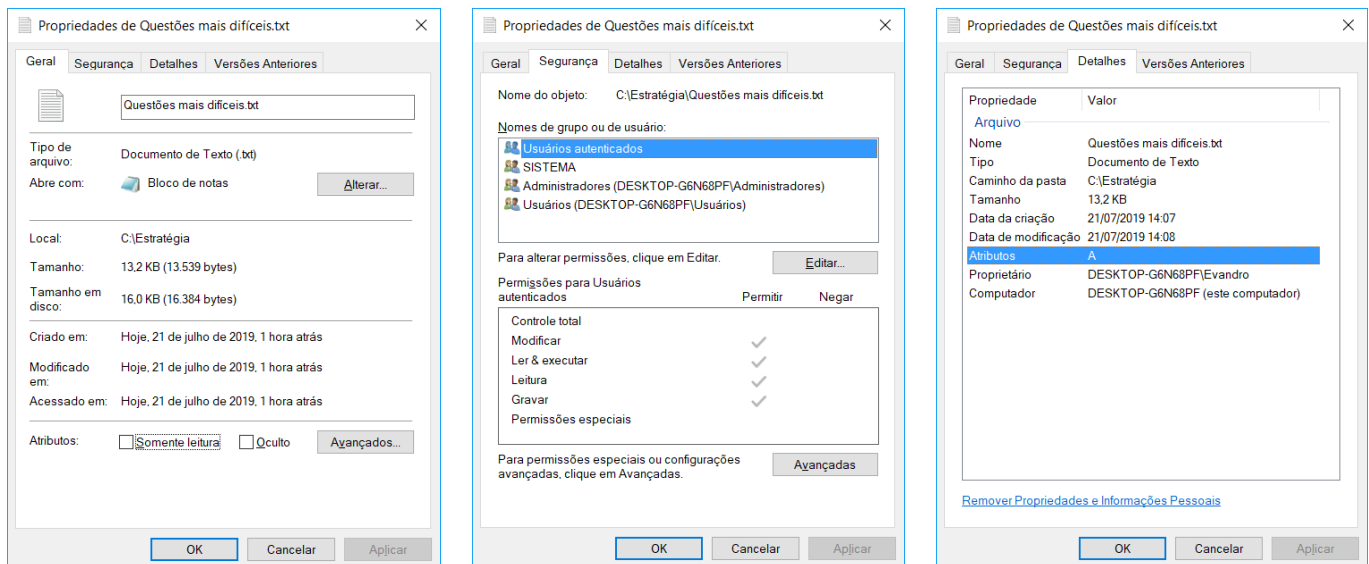 Propriedades de Questões mais difíceis.txt
Geral Segurança Detalhes Versões Anteriores
Questões mais difíceis.txt
Tipo de
arquivo:
Documento de Texto (.txt)
Abre com:
Bloco de notas
Alterar...
Local:
C:\Estratégia
Tamanho:
13,2 KB (13.539 bytes)
Tamanho em
disco:
16,0 KB (16.384 bytes)
Criado em:
Hoje, 21 de julho de 2019, 1 hora atrás
Modificado
em:
Hoje, 21 de julho de 2019, 1 hora atrás
Acessado em:
Hoje, 21 de julho de 2019, 1 hora atrás
Atributos:
Somente leitura
Oculto
Avançados...
OK
Cancelar
Aplicar
Propriedades de Questões mais difíceis.txt
Geral Segurança Detalhes Versões Anteriores
Nome do objeto: C:\Estratégia\Questões mais difíceis.txt
Nomes de grupo ou de usuário:
Usuários autenticados
SISTEMA
Administradores (DESKTOP-G6N68PF\Administradores)
Usuários (DESKTOP-G6N68PF\Usuários)
Para alterar permissões, clique em Editar.
Editar...
Permissões para Usuários
autenticados
Permitir
Negar
Controle total
Modificar
Ler & executar
Leitura
Gravar
Permissões especiais
Para permissões especiais ou configurações
avançadas, clique em Avançadas.
Avançadas
OK
Cancelar
Aplicar
Propriedades de Questões mais difíceis.txt
Geral Segurança Detalhes Versões Anteriores
Propriedade Valor
Arquivo
Nome Questões mais difíceis.txt
Tipo Documento de Texto
Caminho da pasta C:\Estratégia
Tamanho 13,2 KB
Data da criação 21/07/2019 14:07
Data de modificação 21/07/2019 14:08
Atributos A
Proprietário DESKTOP-G6N68PF\Evandro
Computador DESKTOP-G6N68PF (este computador)
Remover Propriedades e Informações Pessoais
OK
Cancelar
Aplicar